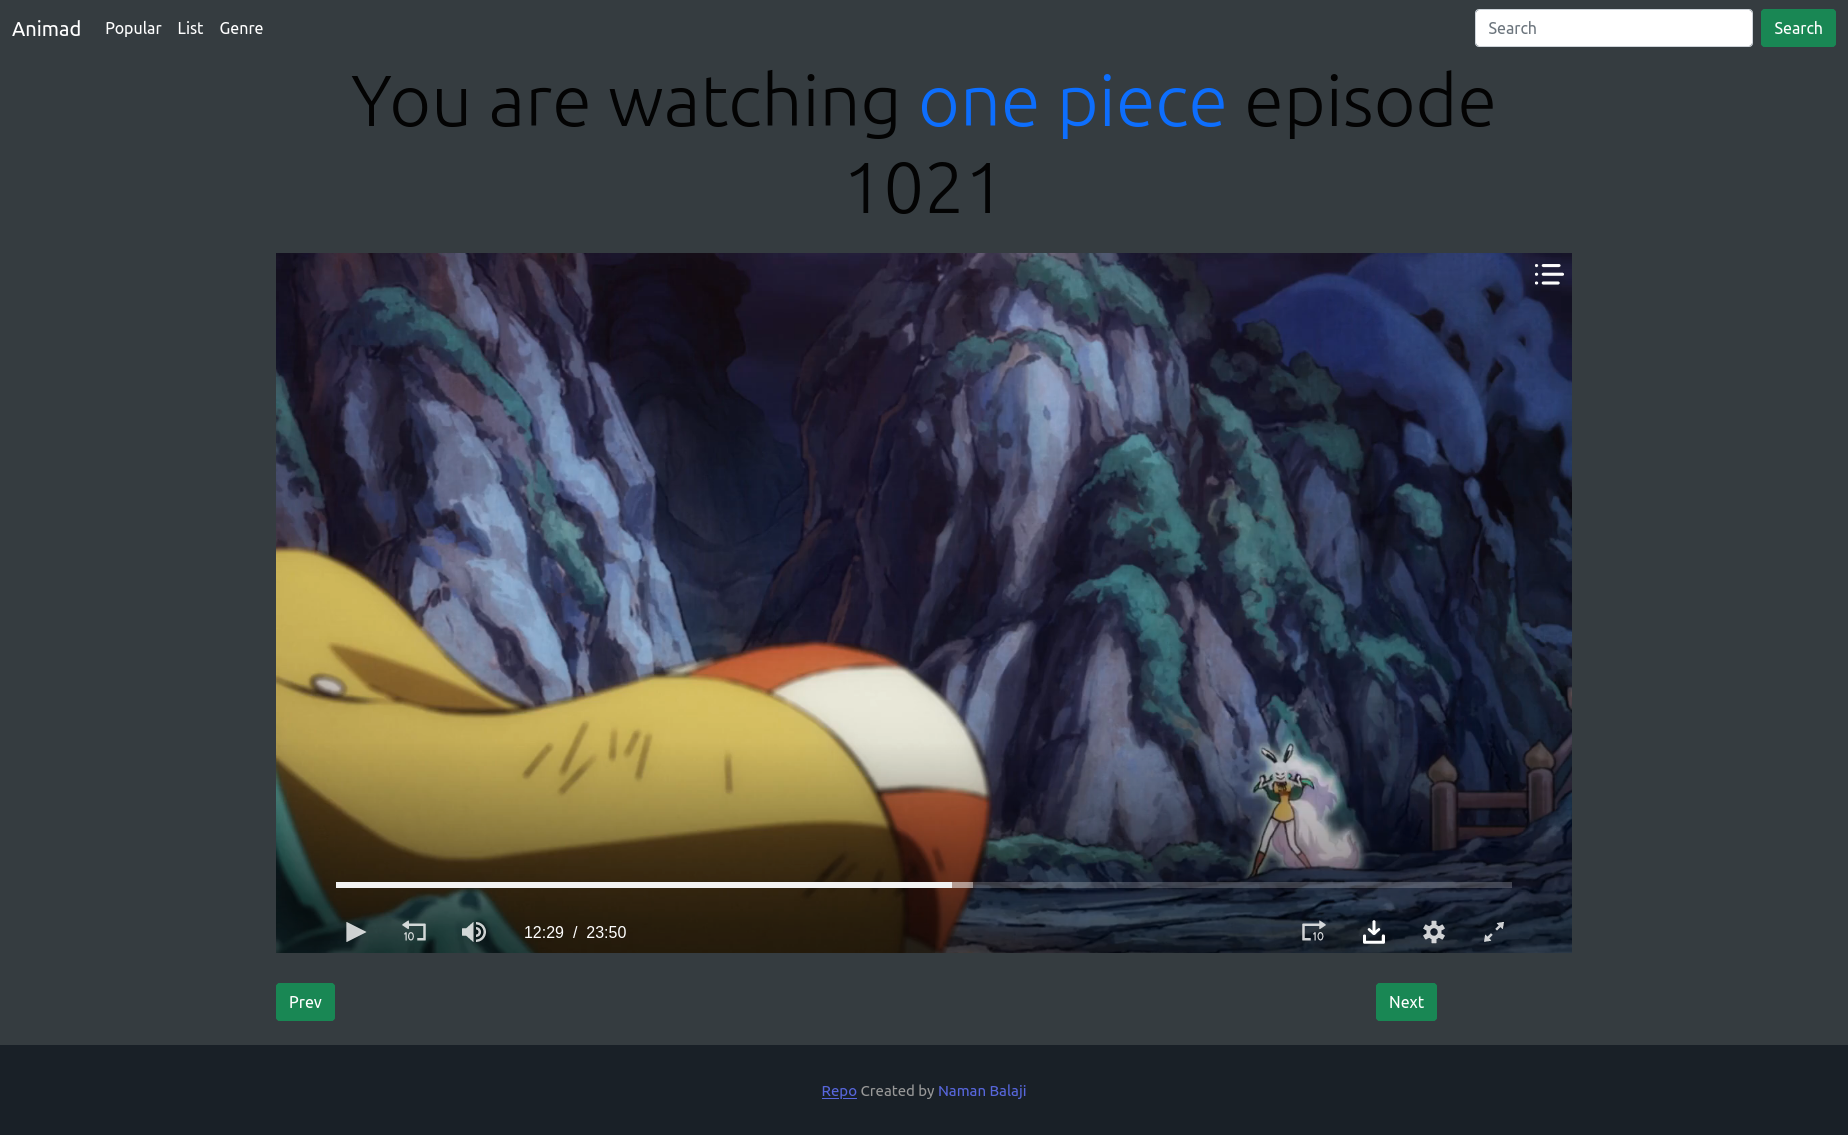 Animad Popular List Genre Search Search
You are watching one piece episode
1021
10 12:29 / 23:50 10
Prev Next
Repo Created by Naman Balaji